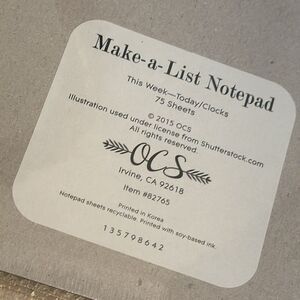 Make-a-List Notepad
This Week—Today/Clocks
75 Sheets
© 2015 OCS
Illustration used under license from Shutterstock.com
All rights reserved.
OCS
Irvine, CA 92618
Item #82765
Printed in Korea
Notepad sheets recyclable. Printed with soy-based ink.
135798642